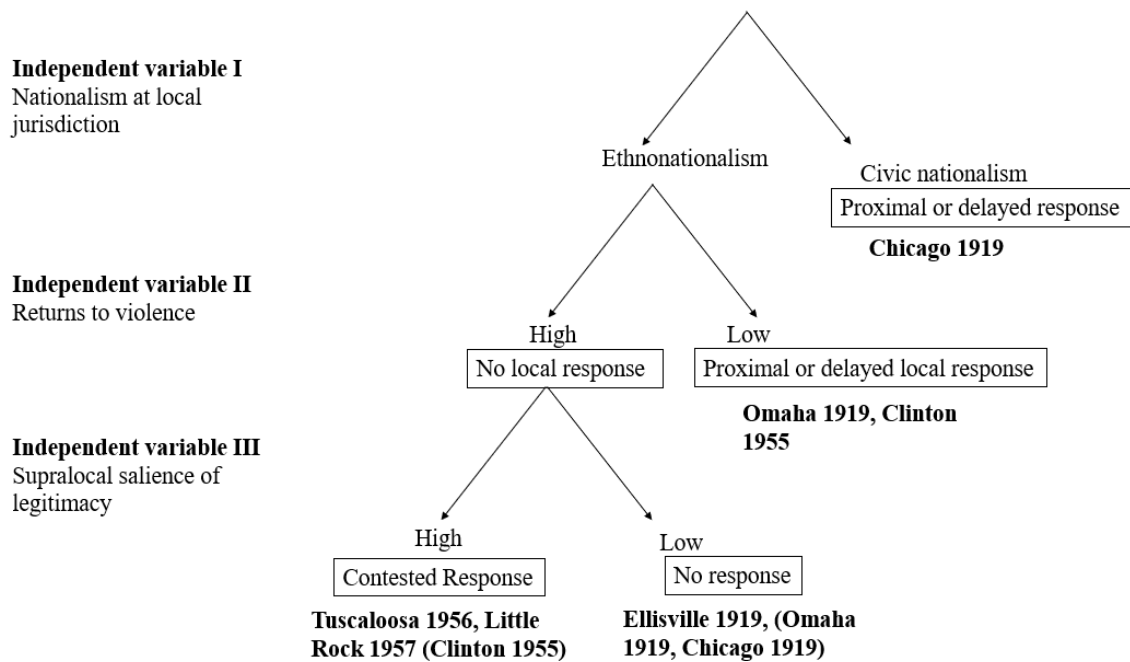 Independent variable I
Nationalism at local
jurisdiction
Ethnonationalism
Civic nationalism
Proximal or delayed response
Chicago 1919
Independent variable II
Returns to violence
High
No local response
Low
Proximal or delayed local response
Omaha 1919, Clinton
1955
Independent variable III
Supralocal salience of
legitimacy
High
Contested Response
Tuscaloosa 1956, Little
Rock 1957 (Clinton 1955)
Low
No response
Ellisville 1919, (Omaha
1919, Chicago 1919)